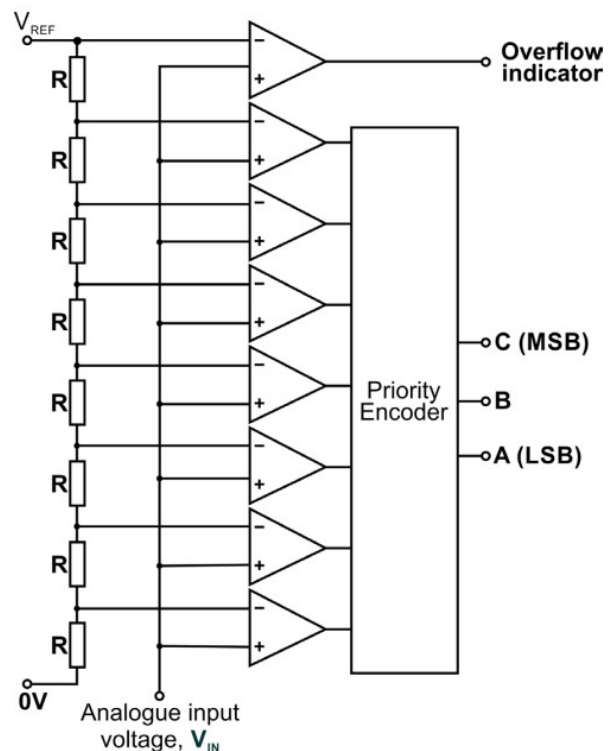 VREF
Overflow
indicator
R
R
R
R
R
R
R
R
−
+
−
+
−
+
−
+
−
+
−
+
−
+
−
+
Priority
Encoder
C (MSB)
B
A (LSB)
0V
Analogue input
voltage, VIN